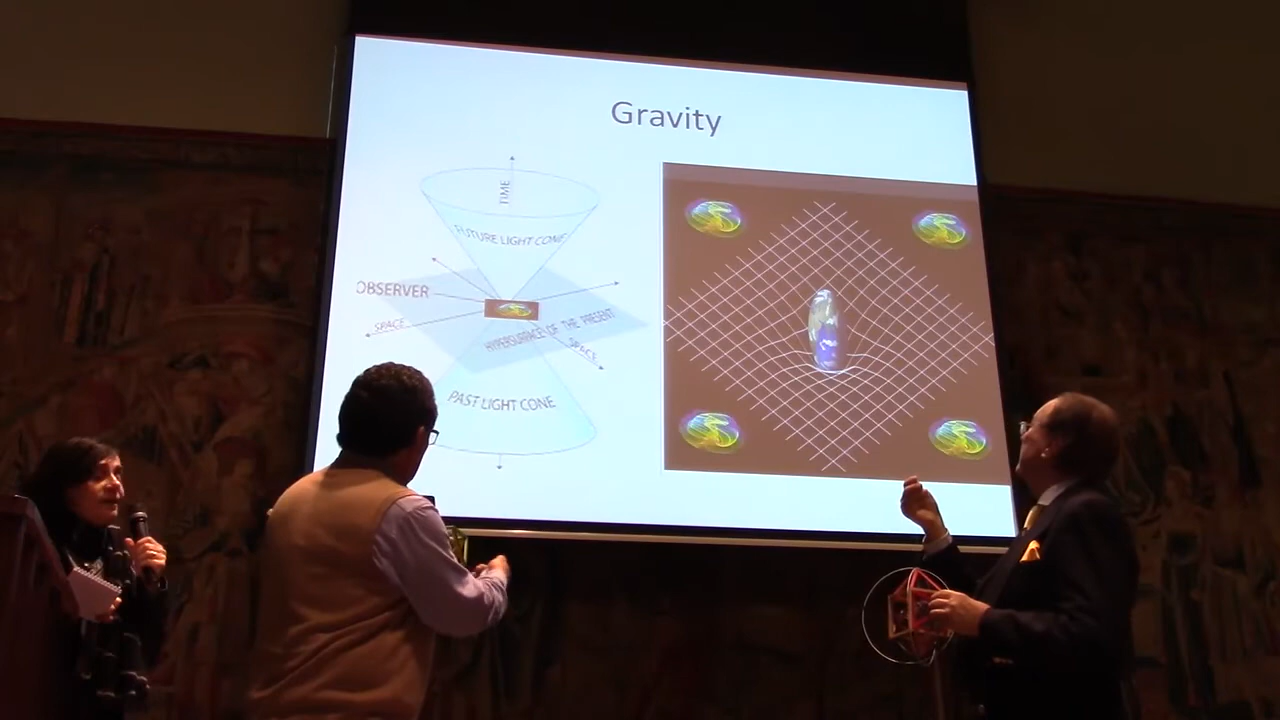 Gravity
TIME
FUTURE LIGHT CONE
OBSERVER
SPACE
HYPERSURFACE OF THE PRESENT
SPACE
PAST LIGHT CONE